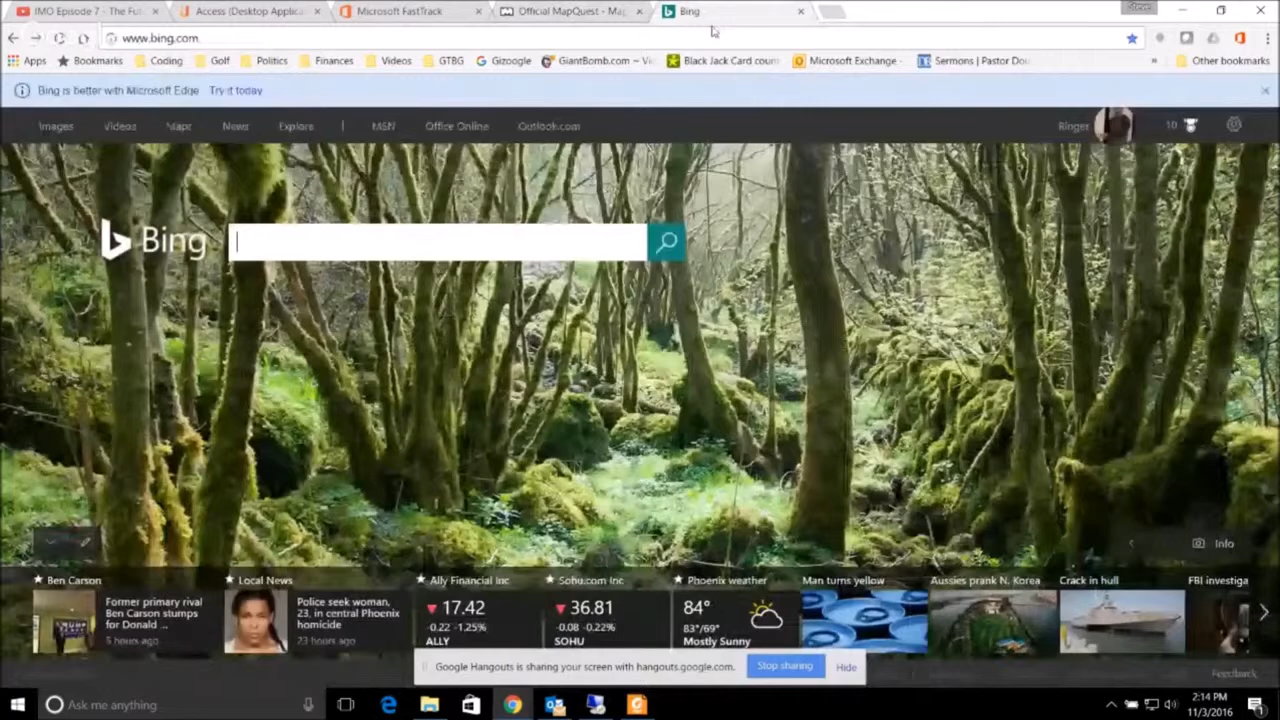 IMO Episode 7 - The Fut
Access (Desktop Applic
Microsoft FastTrack
Official MapQuest - Map
Bing
Steve
www.bing.com
Apps
Bookmarks
Coding
Golf
Politics
Finances
Videos
GTBG
Gizoogle
GiantBomb.com – Vi
Black Jack Card coun
Microsoft Exchange -
Sermons | Pastor Dou
Other bookmarks
Bing is better with Microsoft Edge Try it today
Images
Videos
Maps
News
Explore
MSN
Office Online
Outlook.com
Ringer
10
Bing
Info
Ben Carson
Former primary rival
Ben Carson stumps
for Donald ...
5 hours ago
Local News
Police seek woman,
23, in central Phoenix
homicide
23 hours ago
Ally Financial Inc
17.42
-0.22 -1.25%
ALLY
Sohu.com Inc
36.81
-0.08 -0.22%
SOHU
Phoenix weather
84°
83°/69°
Mostly Sunny
Man turns yellow
Aussies prank N. Korea
Crack in hull
FBI investiga
Google Hangouts is sharing your screen with hangouts.google.com.
Stop sharing
Hide
Feedback
Ask me anything
2:14 PM
11/3/2016